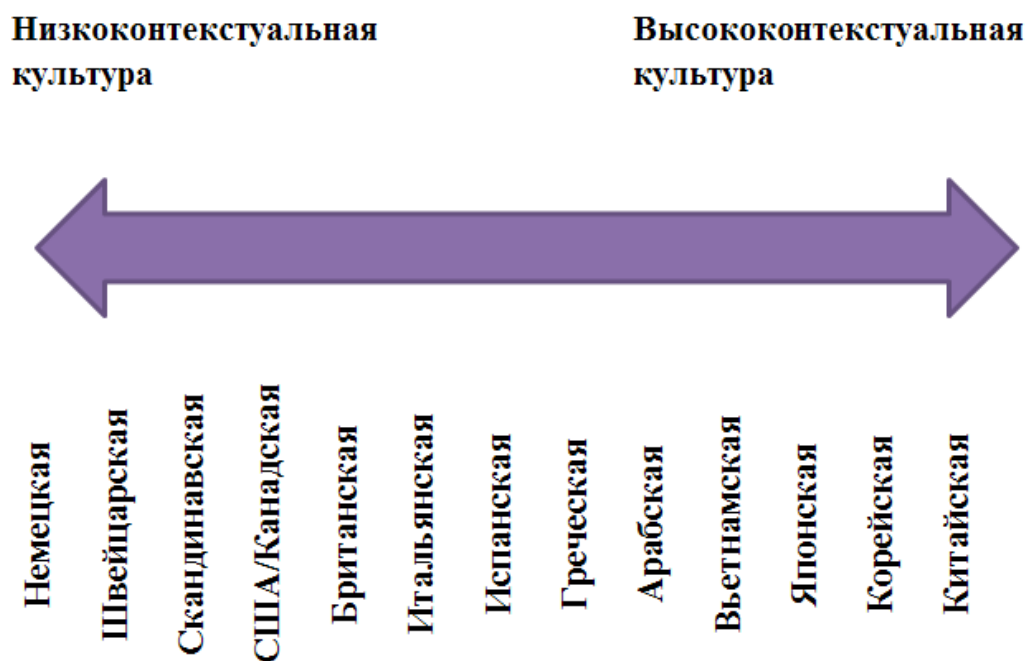 Низкоконтекстуальная
культура
Высококонтекстуальная
культура
Немецкая
Швейцарская
Скандинавская
США/Канадская
Британская
Итальянская
Испанская
Греческая
Арабская
Вьетнамская
Японская
Корейская
Китайская